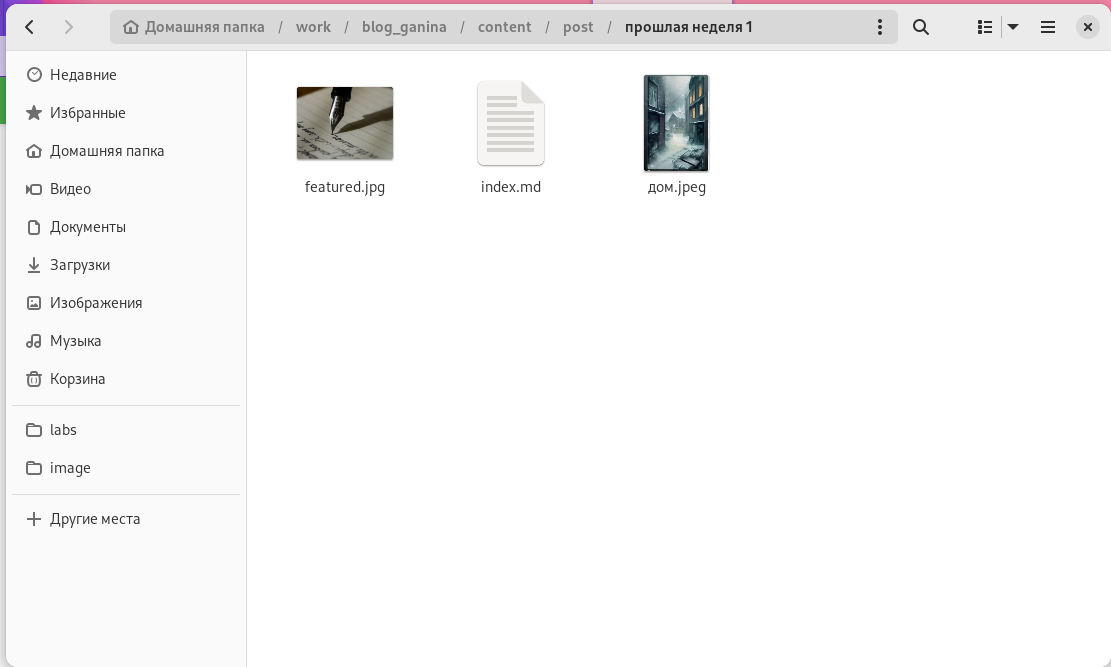 Домашняя папка / work / blog_ganina / content / post / прошлая неделя 1
Недавние
Избранные
Домашняя папка
Видео
Документы
Загрузки
Изображения
Музыка
Корзина
labs
image
Другие места
featured.jpg
index.md
дом.jpeg